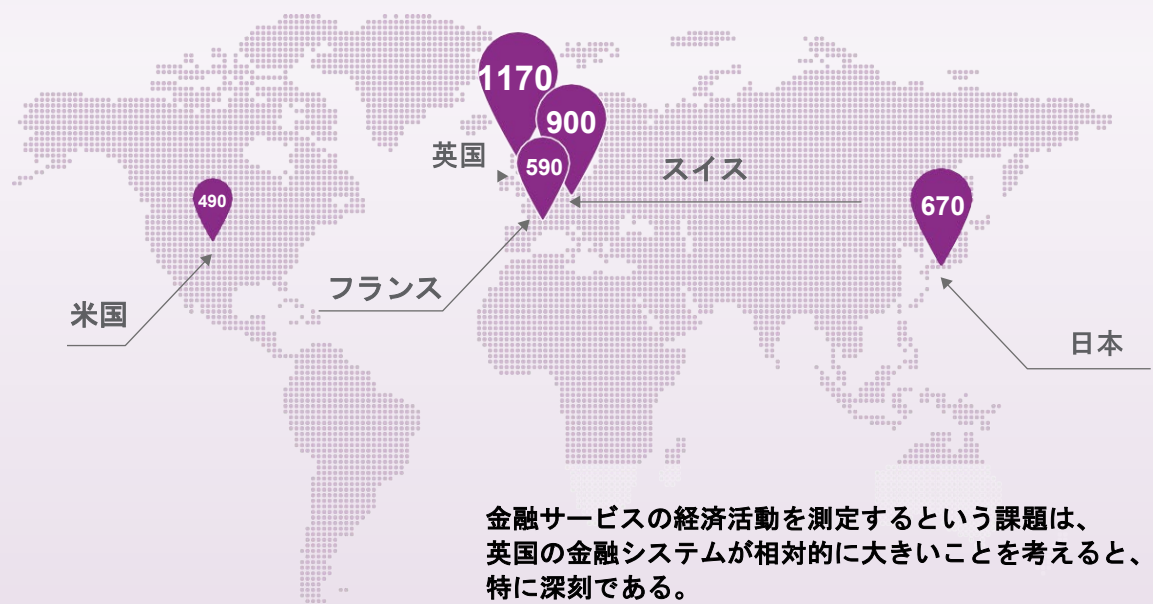 1170
900
英国
590
スイス
490
670
フランス
米国
日本
金融サービスの経済活動を測定するという課題は、
英国の金融システムが相対的に大きいことを考えると、
特に深刻である。